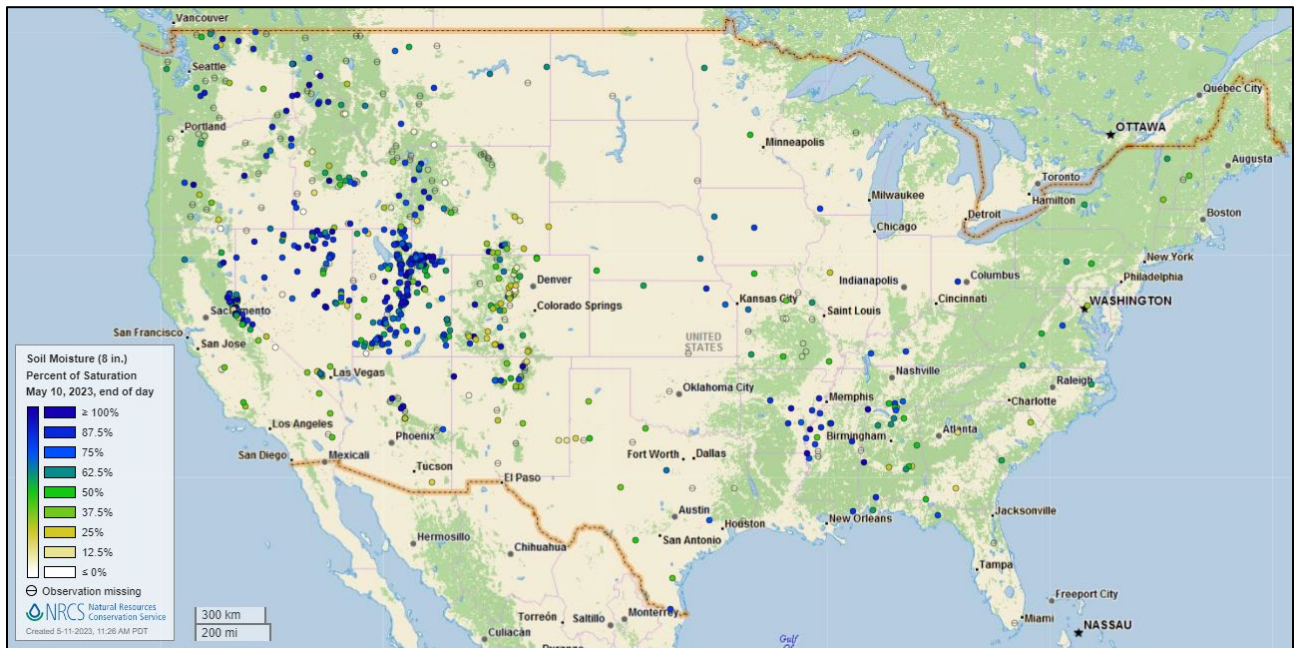 Vancouver
Seattle
Portland
Sacramento
San Francisco
San Jose
Las Vegas
Los Angeles
San Diego
Mexicali
Phoenix
Tucson
El Paso
Hermosillo
Chihuahua
Culiacán
Torreón
Saltillo
Monterrey
Denver
Colorado Springs
UNITED
STATES
Oklahoma City
Fort Worth
Dallas
Austin
Houston
San Antonio
Minneapolis
Milwaukee
Chicago
Kansas City
Saint Louis
Indianapolis
Columbus
Cincinnati
Nashville
Memphis
Birmingham
Atlanta
New Orleans
Detroit
Toronto
Hamilton
OTTAWA
Québec City
Augusta
Boston
New York
Philadelphia
WASHINGTON
Raleigh
Charlotte
Jacksonville
Tampa
Miami
Freeport City
NASSAU
Gulf
Soil Moisture (8 in.)
Percent of Saturation
May 10, 2023, end of day
≥ 100%
87.5%
75%
62.5%
50%
37.5%
25%
12.5%
≤ 0%
Observation missing
NRCS Natural Resources
Conservation Service
Created 5-11-2023, 11:26 AM PDT
300 km
200 mi